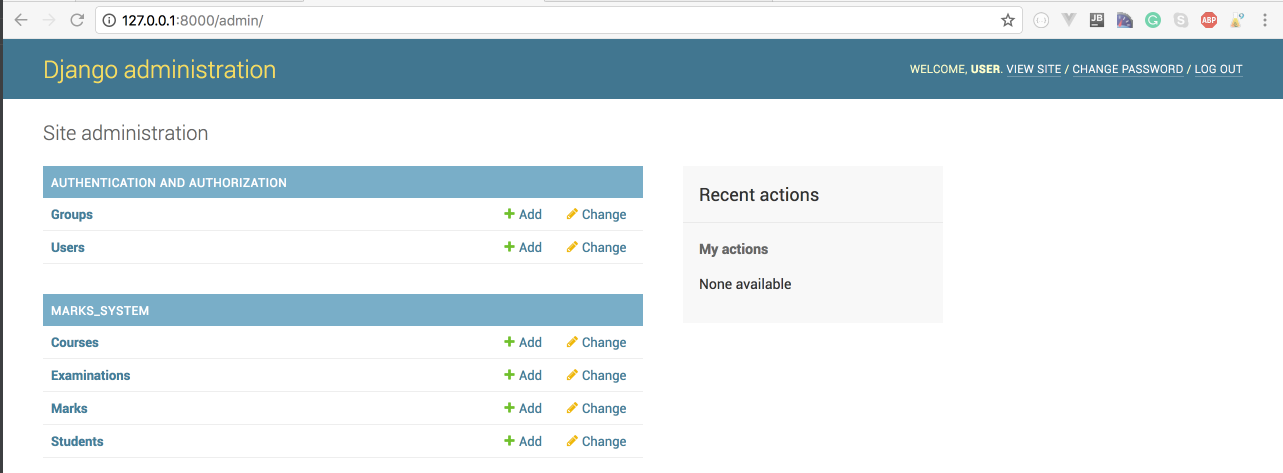 127.0.0.1:8000/admin/
JB
ABP
Django administration
WELCOME, USER. VIEW SITE / CHANGE PASSWORD / LOG OUT
Site administration
AUTHENTICATION AND AUTHORIZATION
Groups Add Change
Users Add Change
MARKS_SYSTEM
Courses Add Change
Examinations Add Change
Marks Add Change
Students Add Change
Recent actions
My actions
None available